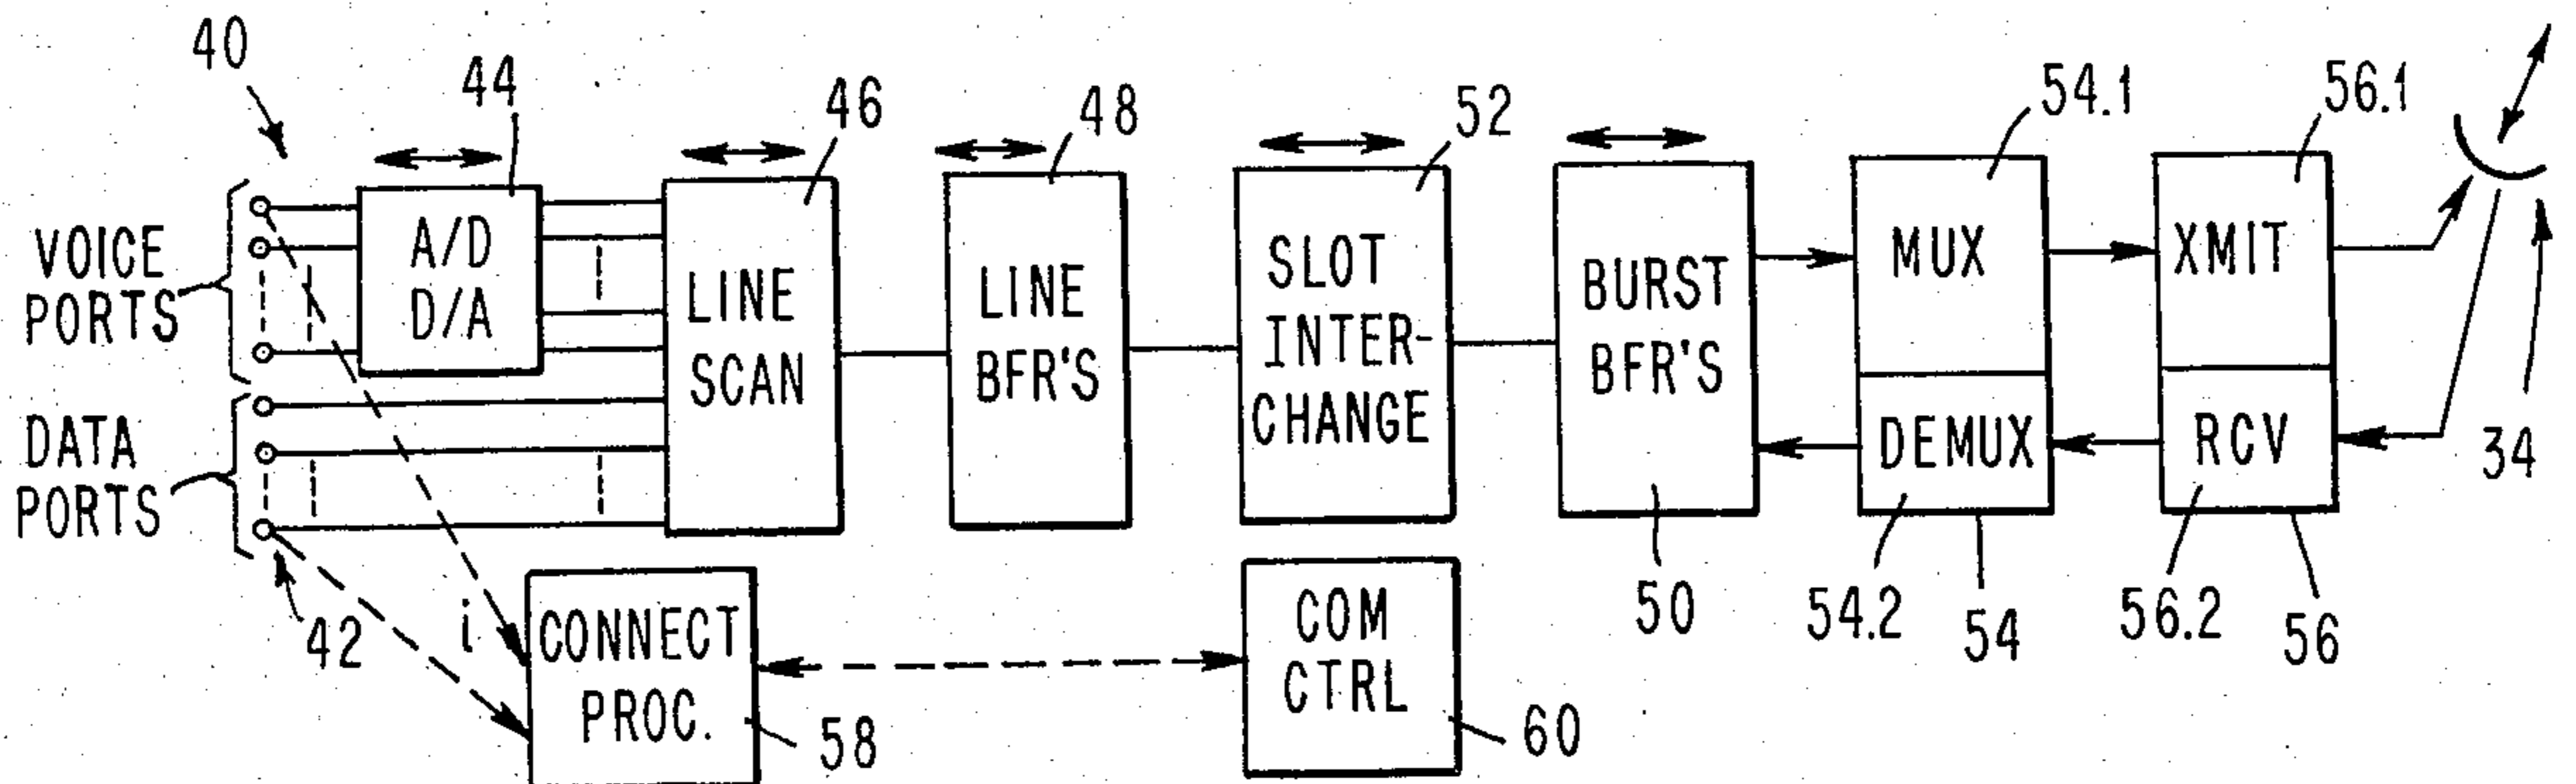 40
44
46
48
52
54.1
56.1
VOICE
PORTS
A/D
D/A
LINE
SCAN
LINE
BFR'S
SLOT
INTER-
CHANGE
BURST
BFR'S
MUX
XMIT
DATA
PORTS
DEMUX
RCV
34
42
i
CONNECT
PROC.
58
COM
CTRL
60
50
54.2
54
56.2
56